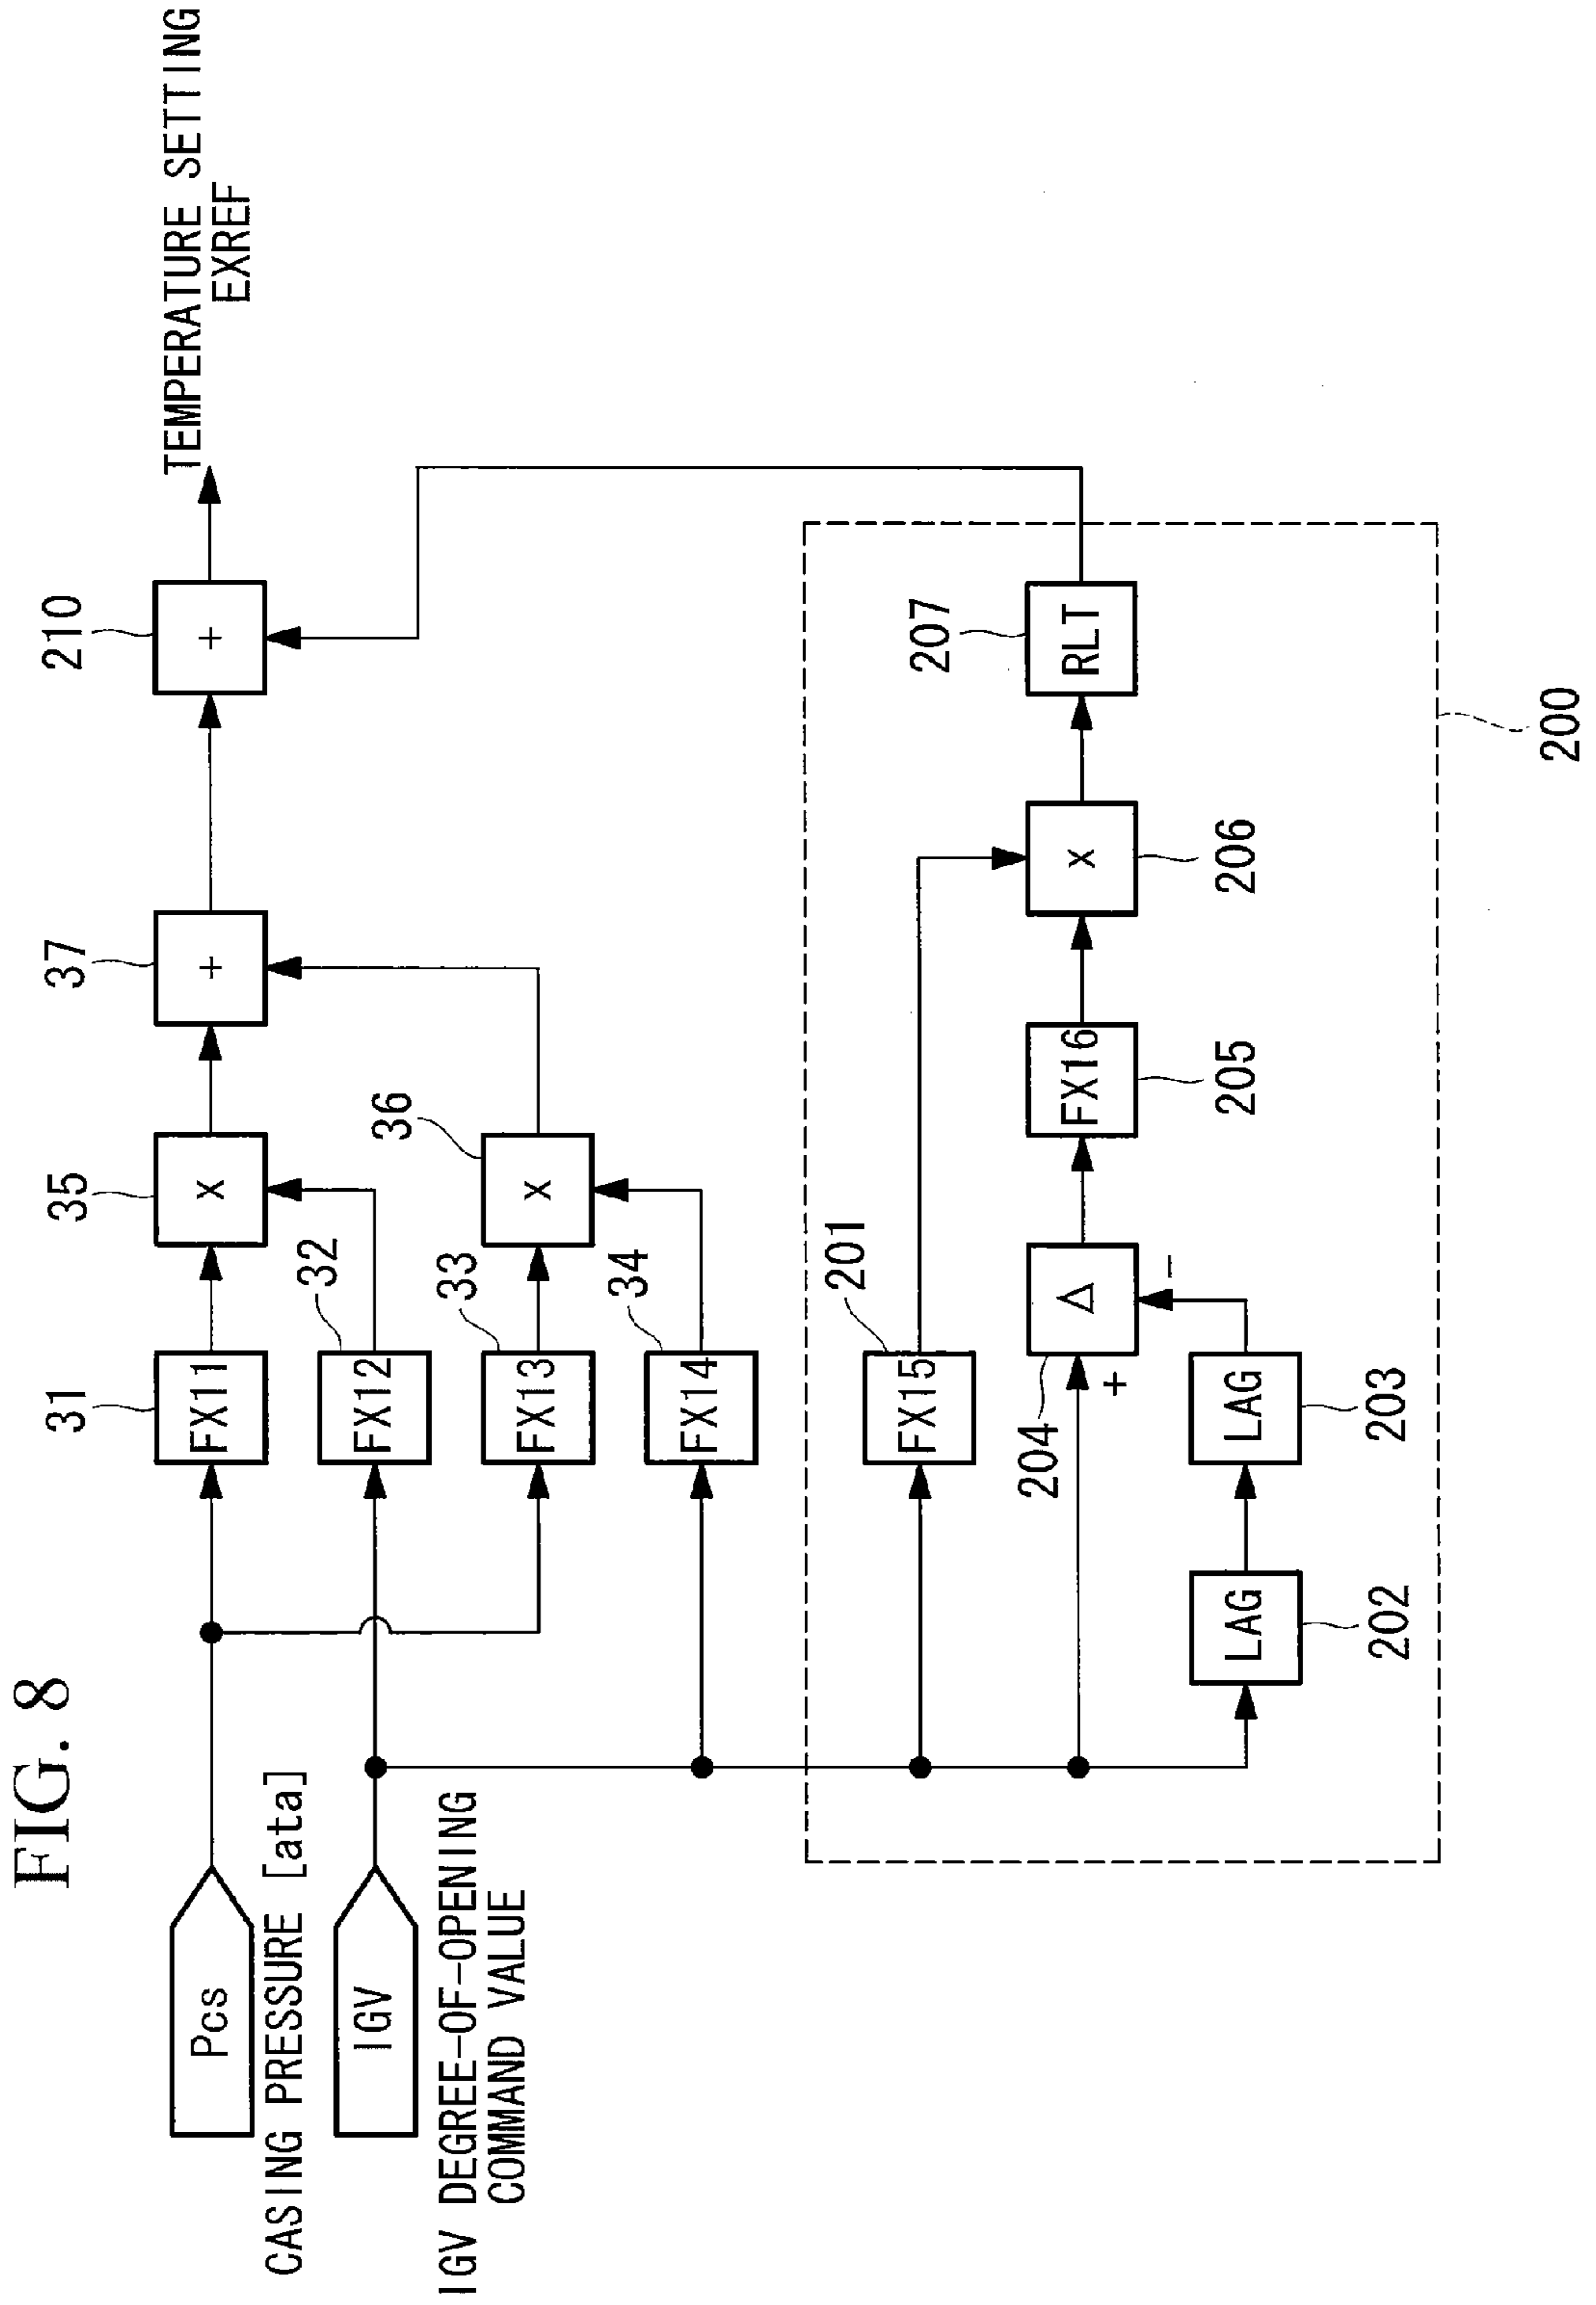 FIG. 8
Pcs
CASING PRESSURE [ata]
IGV
IGV DEGREE-OF-OPENING
COMMAND VALUE
31
FX11
32
FX12
33
FX13
34
FX14
35
x
36
x
37
+
210
+
TEMPERATURE SETTING
EXREF
201
FX15
204
Δ
+
−
LAG
202
LAG
203
FX16
205
x
206
207
RLT
200